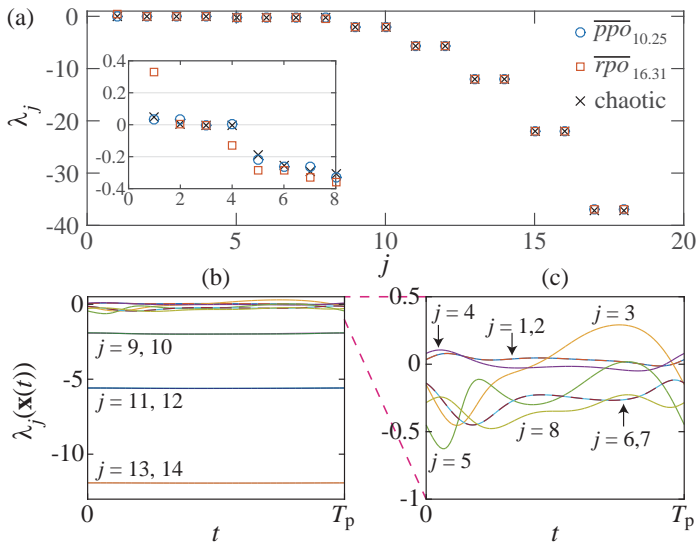 (a)
0
-10
-20
-30
-40
λj
0.4
0.2
0
-0.2
-0.4
2 4 6 8
ppo10.25
rpo16.31
chaotic
0 5 10 15 20
j
(b)
0
-5
-10
λj(x(t))
j = 9, 10
j = 11, 12
j = 13, 14
0 Tp
t
(c)
0.5
0
-0.5
-1
j = 4
j = 1,2
j = 3
j = 5
j = 8
j = 6,7
0 Tp
t